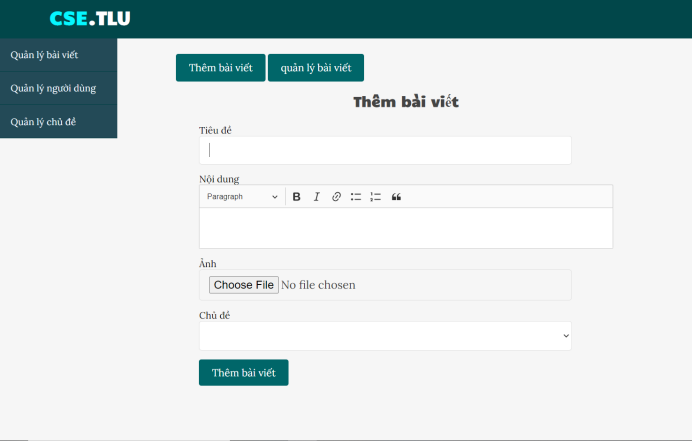 CSE.TLU
Quản lý bài viết
Quản lý người dùng
Quản lý chủ đề
Thêm bài viết
quản lý bài viết
Thêm bài viết
Tiêu đề
Nội dung
Paragraph B I
Ảnh
Choose File No file chosen
Chủ đề
Thêm bài viết